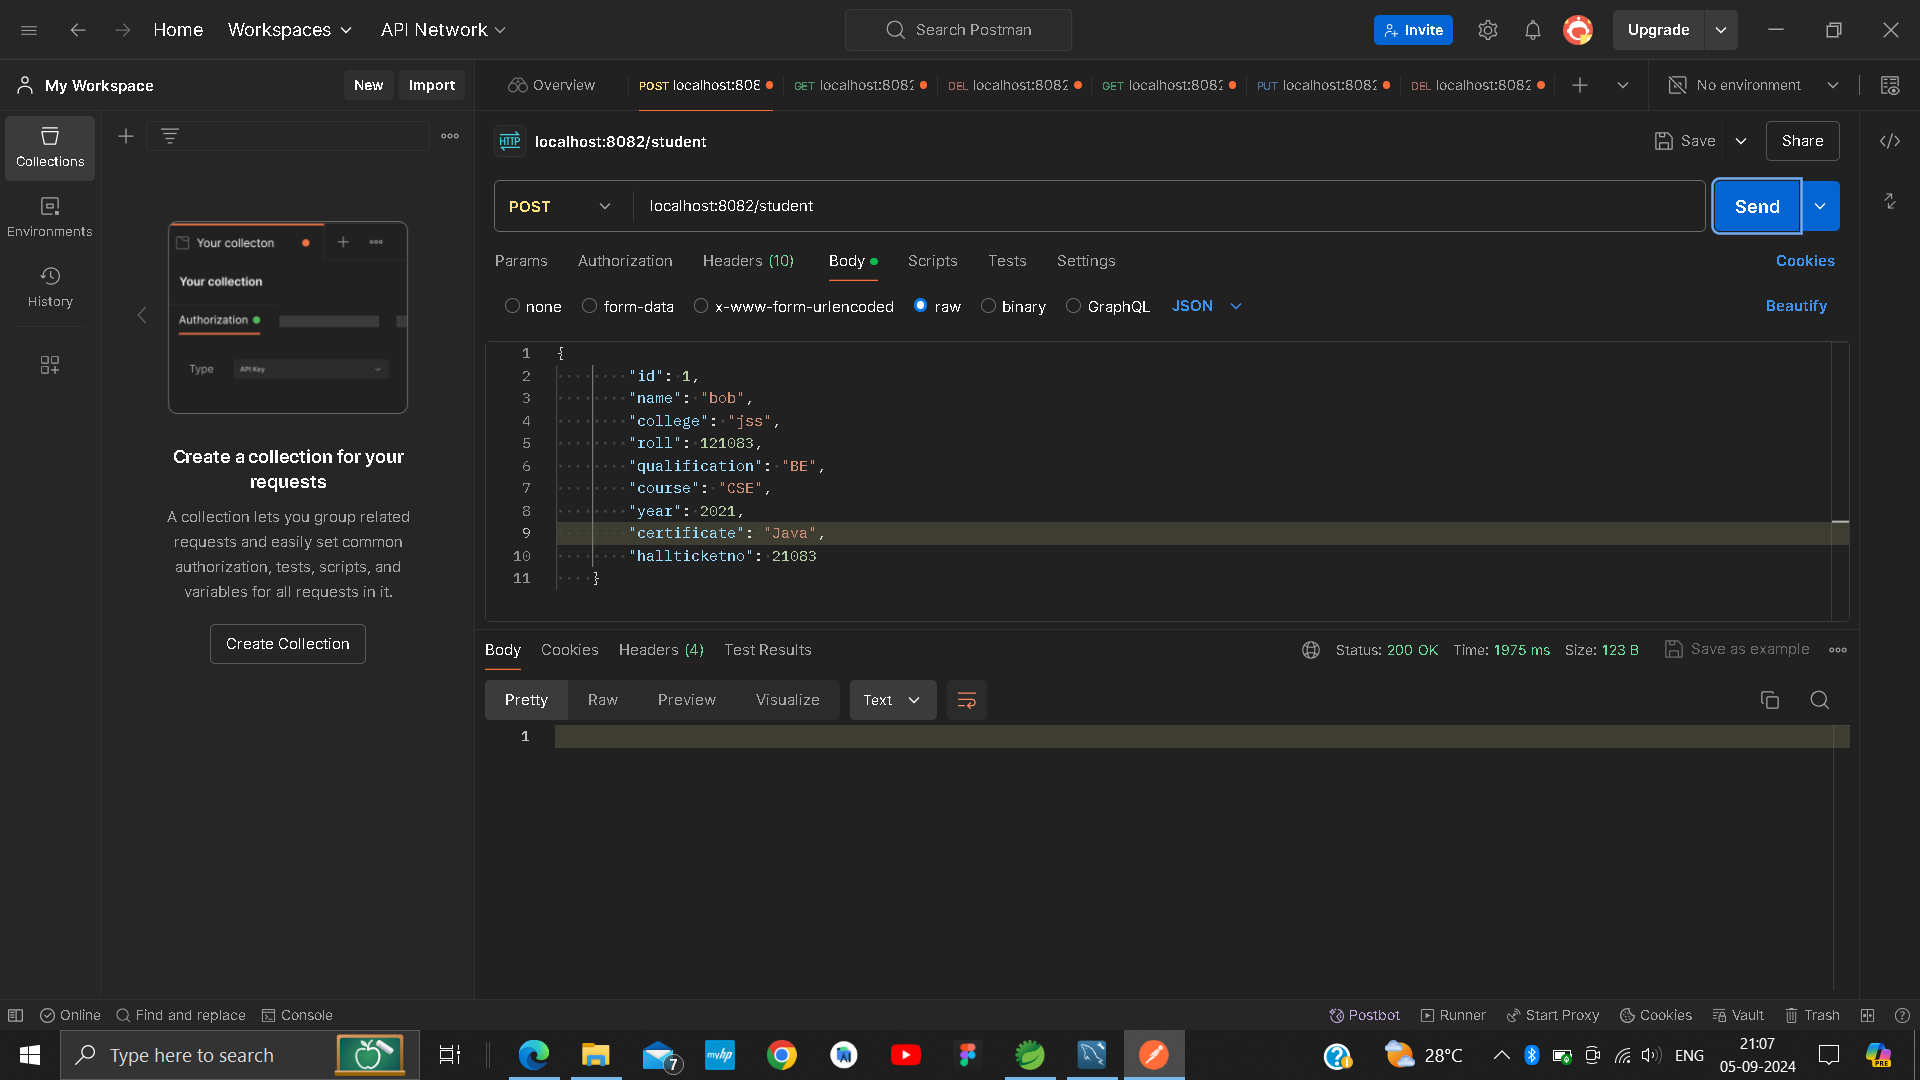 Home Workspaces API Network Search Postman Invite Upgrade
My Workspace New Import Overview POST localhost:808 GET localhost:8082 DEL localhost:8082 GET localhost:8082 PUT localhost:8082 DEL localhost:8082 No environment
Collections
Environments
History
Your collecton
Your collection
Authorization
Type API Key
Create a collection for your
requests
A collection lets you group related
requests and easily set common
authorization, tests, scripts, and
variables for all requests in it.
Create Collection
HTTP localhost:8082/student Save Share
POST localhost:8082/student Send
Params Authorization Headers (10) Body Scripts Tests Settings Cookies
none form-data x-www-form-urlencoded raw binary GraphQL JSON Beautify
1 {
2 "id": 1,
3 "name": "bob",
4 "college": "jss",
5 "roll": 121083,
6 "qualification": "BE",
7 "course": "CSE",
8 "year": 2021,
9 "certificate": "Java",
10 "hallticketno": 21083
11 }
Body Cookies Headers (4) Test Results Status: 200 OK Time: 1975 ms Size: 123 B Save as example
Pretty Raw Preview Visualize Text
1
Online Find and replace Console Postbot Runner Start Proxy Cookies Vault Trash
Type here to search 7 myhp 28°C ENG 21:07
05-09-2024 PRE